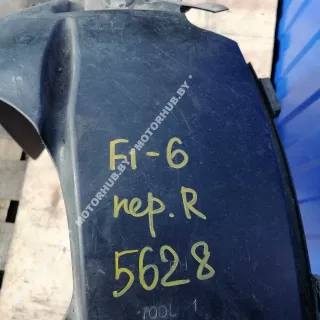 F1-6
пер. R
5628
TOOL 1
MOTORHUB.BY * MOTORHUB.BY